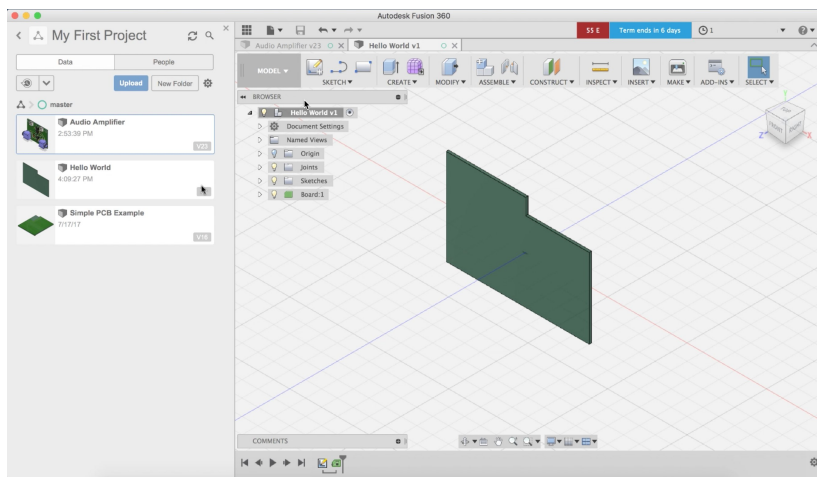 Autodesk Fusion 360
My First Project
Data
People
Upload
New Folder
master
Audio Amplifier
2:53:39 PM
V23
Hello World
4:09:27 PM
Simple PCB Example
7/17/17
V16
55 E
Term ends in 6 days
1
Audio Amplifier v23
Hello World v1
MODEL
SKETCH
CREATE
MODIFY
ASSEMBLE
CONSTRUCT
INSPECT
INSERT
MAKE
ADD-INS
SELECT
BROWSER
Hello World v1
Document Settings
Named Views
Origin
Joints
Sketches
Board:1
FRONT
Z
X
COMMENTS